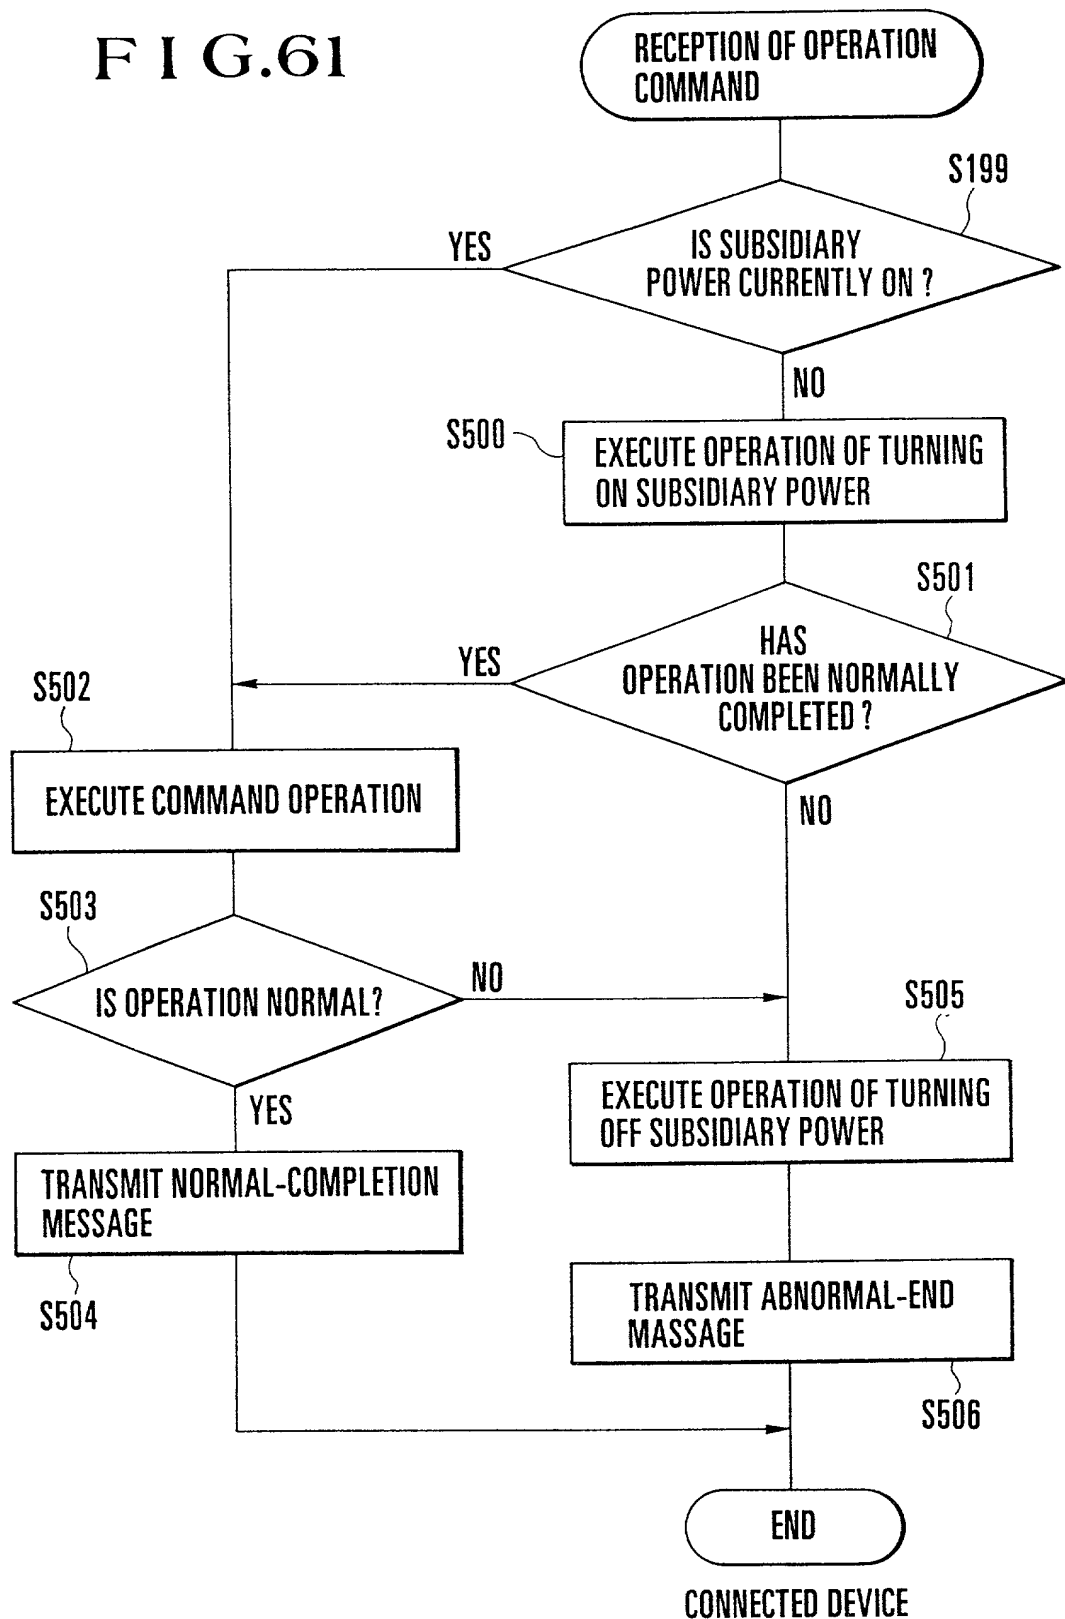 FIG.61
RECEPTION OF OPERATION
COMMAND
S199
IS SUBSIDIARY
POWER CURRENTLY ON ?
YES
NO
S500
EXECUTE OPERATION OF TURNING
ON SUBSIDIARY POWER
S501
HAS
OPERATION BEEN NORMALLY
COMPLETED ?
YES
NO
S502
EXECUTE COMMAND OPERATION
S503
IS OPERATION NORMAL?
NO
YES
S505
EXECUTE OPERATION OF TURNING
OFF SUBSIDIARY POWER
TRANSMIT NORMAL-COMPLETION
MESSAGE
S504
TRANSMIT ABNORMAL-END
MASSAGE
S506
END
CONNECTED DEVICE